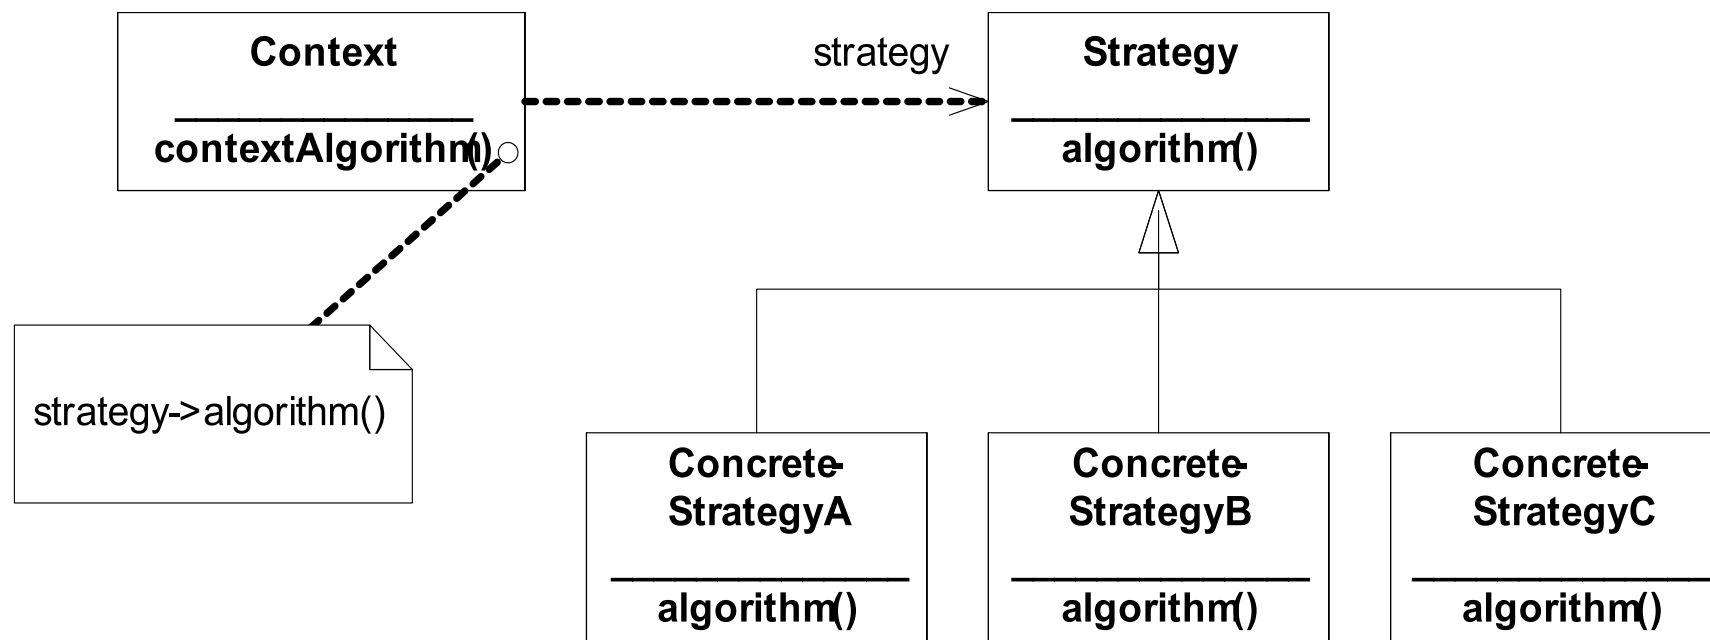 Context
contextAlgorithm()
strategy
Strategy
algorithm()
strategy->algorithm()
Concrete-
StrategyA
algorithm()
Concrete-
StrategyB
algorithm()
Concrete-
StrategyC
algorithm()